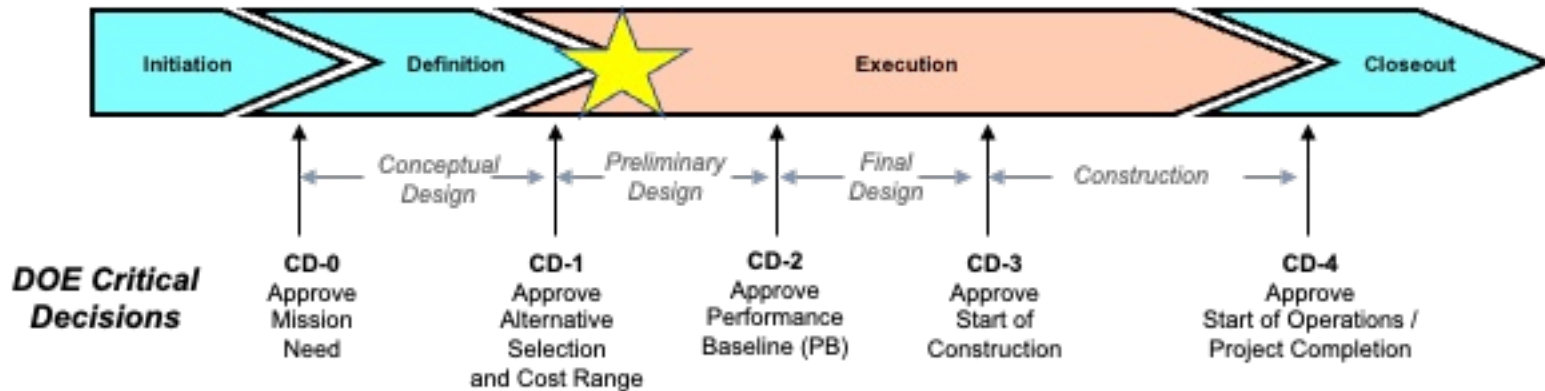 Initiation
Definition
Execution
Closeout
Conceptual
Design
Preliminary
Design
Final
Design
Construction
DOE Critical
Decisions
CD-0
Approve
Mission
Need
CD-1
Approve
Alternative
Selection
and Cost Range
CD-2
Approve
Performance
Baseline (PB)
CD-3
Approve
Start of
Construction
CD-4
Approve
Start of Operations /
Project Completion